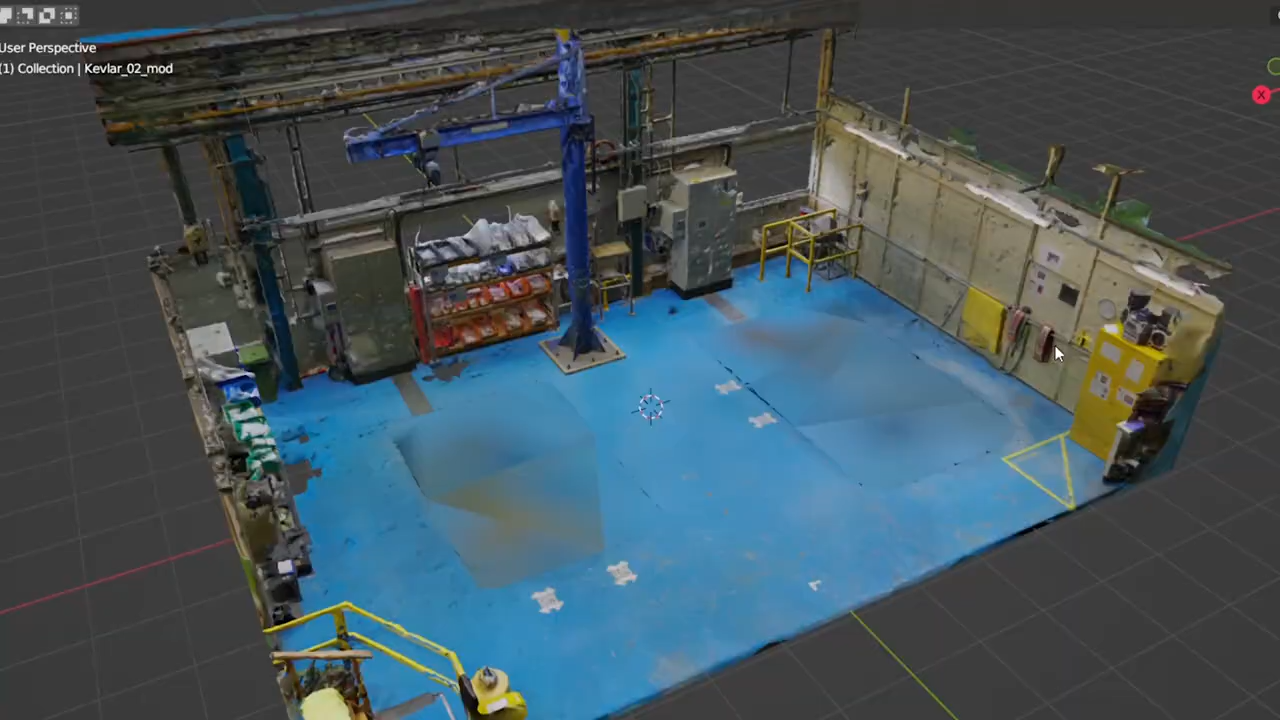 User Perspective
(1) Collection | Kevlar_02_mod
X